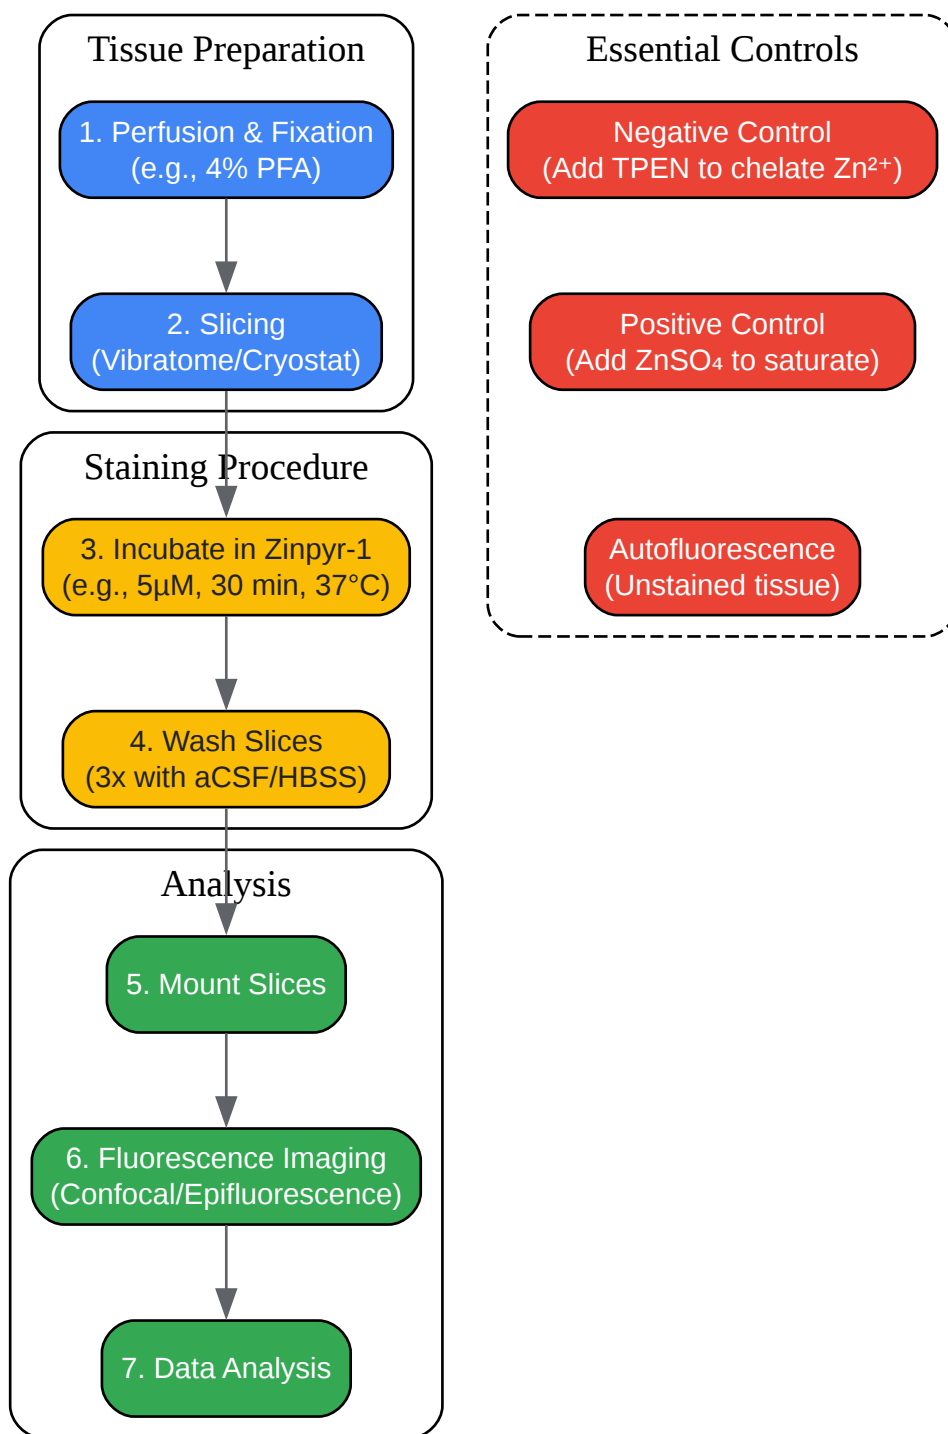 Tissue Preparation
1. Perfusion & Fixation
(e.g., 4% PFA)
2. Slicing
(Vibratome/Cryostat)
Staining Procedure
3. Incubate in Zinpyr-1
(e.g., 5µM, 30 min, 37°C)
4. Wash Slices
(3x with aCSF/HBSS)
Analysis
5. Mount Slices
6. Fluorescence Imaging
(Confocal/Epifluorescence)
7. Data Analysis
Essential Controls
Negative Control
(Add TPEN to chelate Zn²⁺)
Positive Control
(Add ZnSO₄ to saturate)
Autofluorescence
(Unstained tissue)